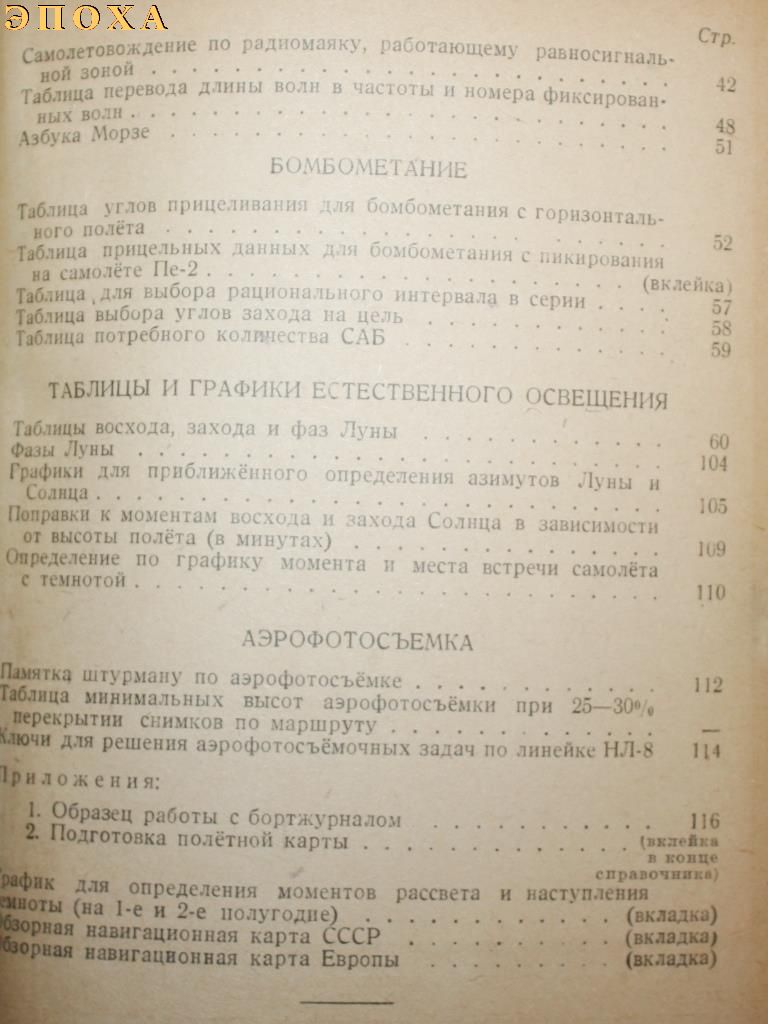 ЭПОХА
Стр.
Самолетовождение по радиомаяку, работающему равносигналь-
ной зоной . . . . . . . . . . . . . . . . . . . . . . . 42
Таблица перевода длины волн в частоты и номера фиксирован-
ных волн . . . . . . . . . . . . . . . . . . . . . . . 48
Азбука Морзе . . . . . . . . . . . . . . . . . . . . . 51
БОМБОМЕТАНИЕ
Таблица углов прицеливания для бомбометания с горизонталь-
ного полёта . . . . . . . . . . . . . . . . . . . . . . 52
Таблица прицельных данных для бомбометания с пикирования
на самолёте Пе-2 . . . . . . . . . . . . . . . . . (вклейка)
Таблица для выбора рационального интервала в серии . . . . 57
Таблица выбора углов захода на цель . . . . . . . . . . 58
Таблица потребного количества САБ . . . . . . . . . . . 59
ТАБЛИЦЫ И ГРАФИКИ ЕСТЕСТВЕННОГО ОСВЕЩЕНИЯ
Таблицы восхода, захода и фаз Луны . . . . . . . . . . 60
Фазы Луны . . . . . . . . . . . . . . . . . . . . . . 104
Графики для приближённого определения азимутов Луны и
Солнца . . . . . . . . . . . . . . . . . . . . . . . . 105
Поправки к моментам восхода и захода Солнца в зависимости
от высоты полёта (в минутах) . . . . . . . . . . . . . 109
Определение по графику момента и места встречи самолёта
с темнотой . . . . . . . . . . . . . . . . . . . . . . 110
АЭРОФОТОСЪЕМКА
Памятка штурману по аэрофотосъёмке . . . . . . . . . . 112
Таблица минимальных высот аэрофотосъёмки при 25—30%
перекрытии снимков по маршруту . . . . . . . . . . . . —
Ключи для решения аэрофотосъёмочных задач по линейке НЛ-8 114
Приложения:
1. Образец работы с бортжурналом . . . . . . . . . . 116
2. Подготовка полётной карты . . . . . . . . . . . . (вклейка
в конце
справочника)
График для определения моментов рассвета и наступления
емноты (на 1-е и 2-е полугодие) . . . . . . . . . . (вкладка)
Обзорная навигационная карта СССР . . . . . . . . . (вкладка)
Обзорная навигационная карта Европы . . . . . . . . (вкладка)